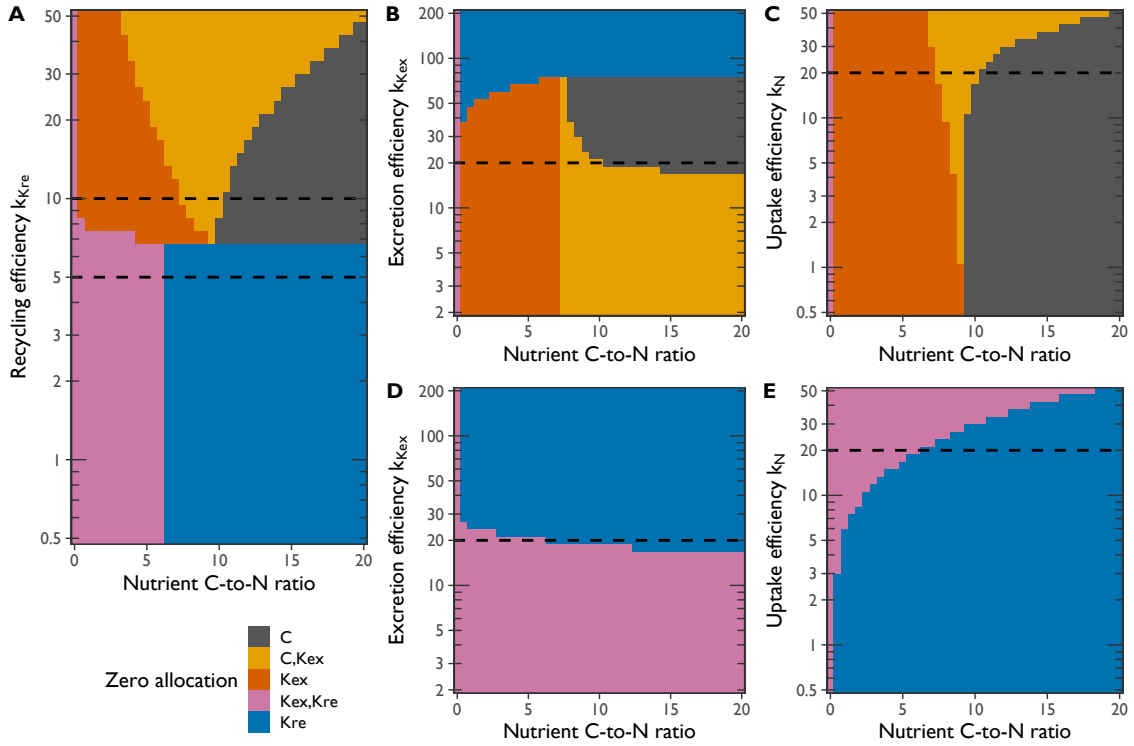 A
Recycling efficiency kKre
50
30
20
10
5
3
2
1
0.5
0 5 10 15 20
Nutrient C-to-N ratio
B
Excretion efficiency kKex
200
100
50
30
20
10
5
3
2
0 5 10 15 20
Nutrient C-to-N ratio
C
Uptake efficiency kN
50
30
20
10
5
3
2
1
0.5
0 5 10 15 20
Nutrient C-to-N ratio
D
Excretion efficiency kKex
200
100
50
30
20
10
5
3
2
0 5 10 15 20
Nutrient C-to-N ratio
E
Uptake efficiency kN
50
30
20
10
5
3
2
1
0.5
0 5 10 15 20
Nutrient C-to-N ratio
Zero allocation
C
C,Kex
Kex
Kex,Kre
Kre